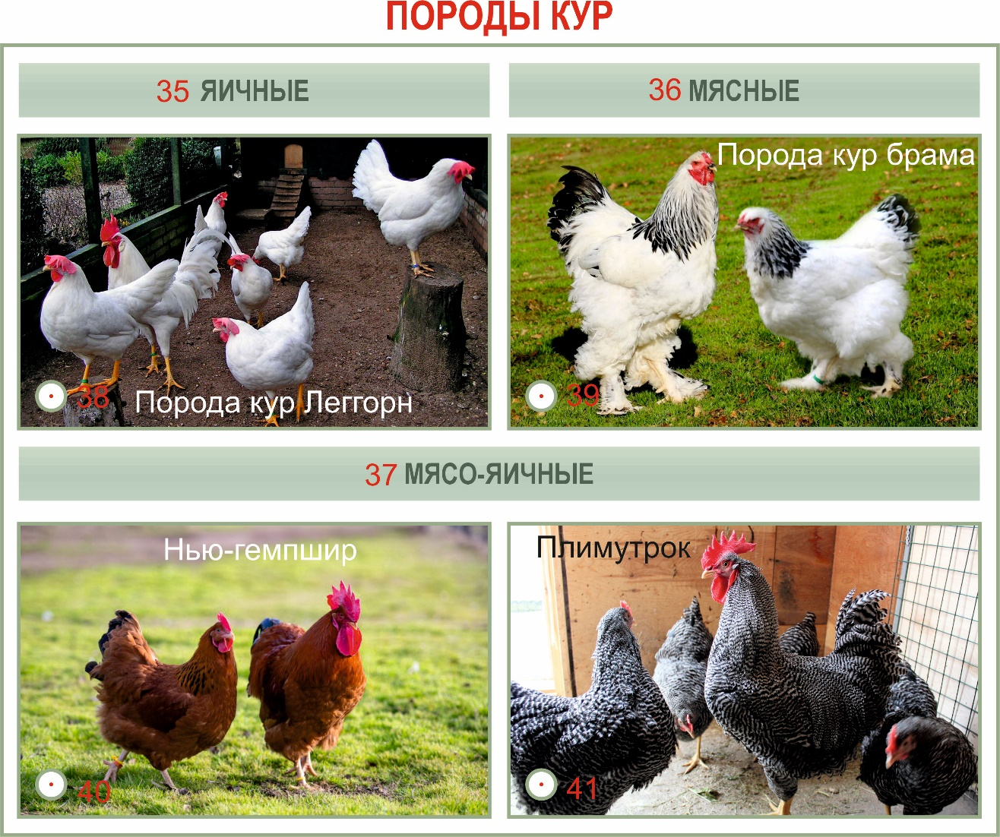 ПОРОДЫ КУР
35 ЯИЧНЫЕ
36 МЯСНЫЕ
Порода кур брама
38 Порода кур Леггорн
39
37 МЯСО-ЯИЧНЫЕ
Нью-гемпшир
Плимутрок
40
41